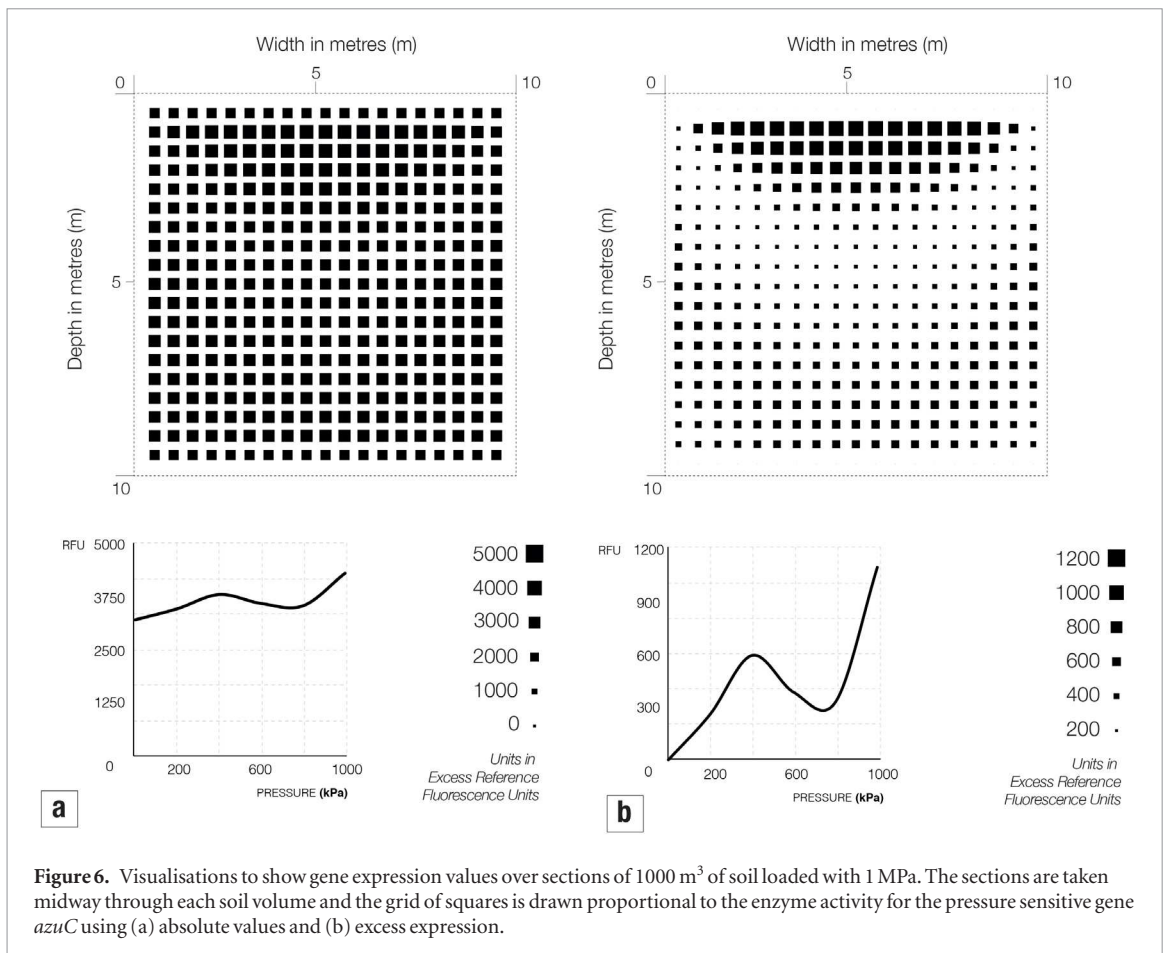 Width in metres (m)
0 5 10
Depth in metres (m)
5
10
RFU
5000
3750
2500
1250
0
200 600 1000
PRESSURE (kPa)
5000
4000
3000
2000
1000
0
Units in
Excess Reference
Fluorescence Units
a
Width in metres (m)
0 5 10
Depth in metres (m)
5
10
RFU
1200
900
600
300
0
200 600 1000
PRESSURE (kPa)
1200
1000
800
600
400
200
Units in
Excess Reference
Fluorescence Units
b
Figure 6. Visualisations to show gene expression values over sections of 1000 m³ of soil loaded with 1 MPa. The sections are taken
midway through each soil volume and the grid of squares is drawn proportional to the enzyme activity for the pressure sensitive gene
azuC using (a) absolute values and (b) excess expression.